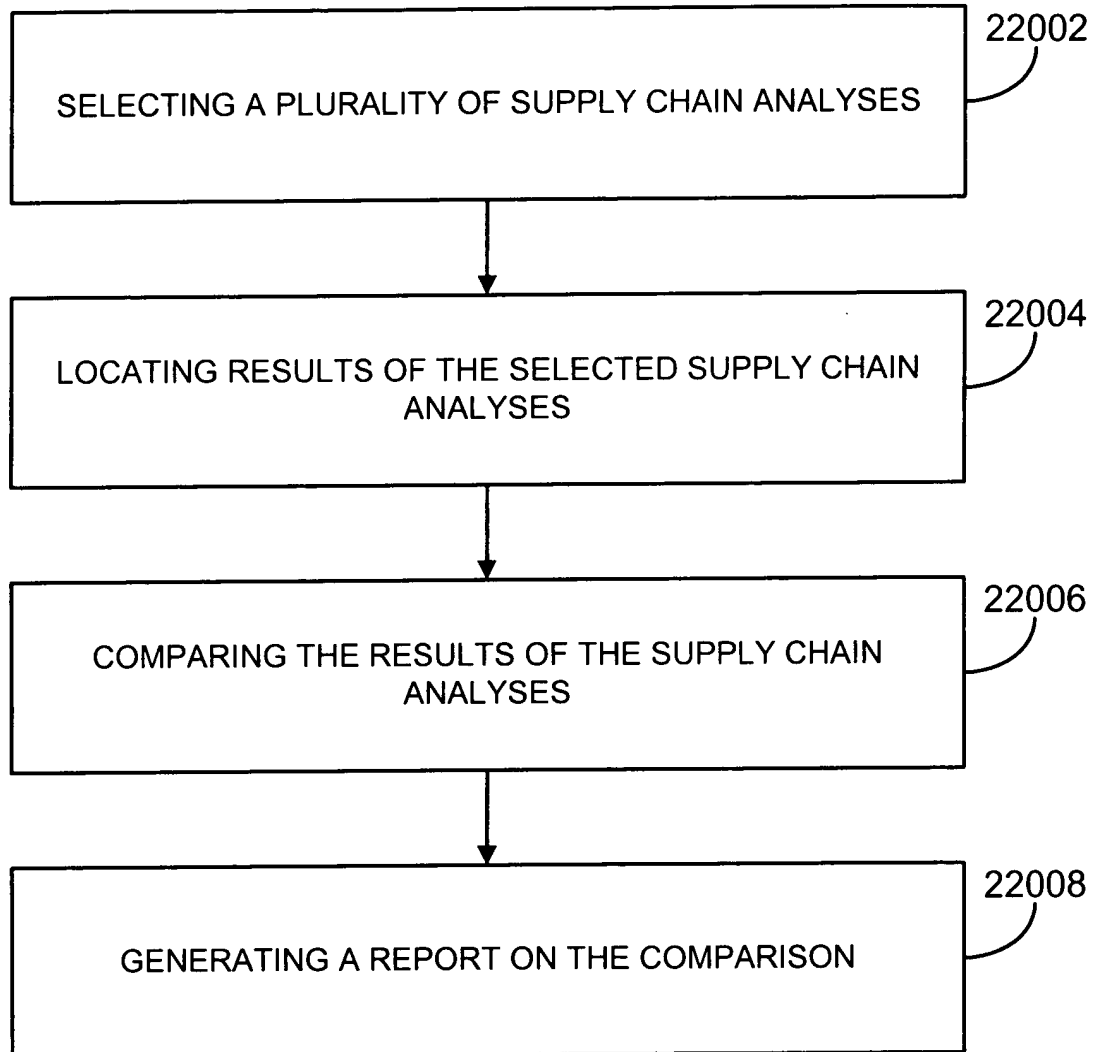 22002
SELECTING A PLURALITY OF SUPPLY CHAIN ANALYSES
22004
LOCATING RESULTS OF THE SELECTED SUPPLY CHAIN
ANALYSES
22006
COMPARING THE RESULTS OF THE SUPPLY CHAIN
ANALYSES
22008
GENERATING A REPORT ON THE COMPARISON